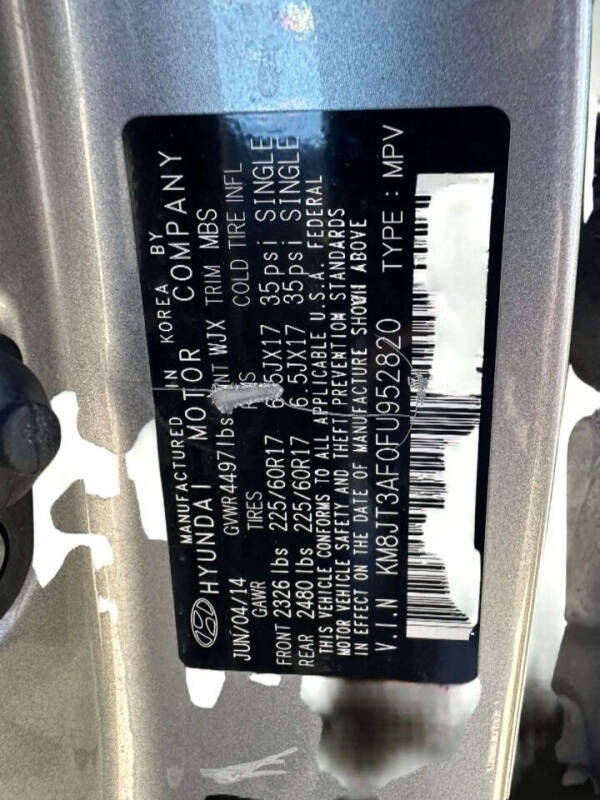 MANUFACTURED IN KOREA BY
HYUNDAI MOTOR COMPANY
JUN/04/14 GVWR 4497lbs WJX TRIM MBS
GAWR TIRES COLD TIRE INFL
FRONT 2326 lbs 225/60R17 6.5JX17 35psi SINGLE
REAR 2480 lbs 225/60R17 6.5JX17 35psi SINGLE
THIS VEHICLE CONFORMS TO ALL APPLICABLE U.S.A. FEDERAL
MOTOR VEHICLE SAFETY AND THEFT PREVENTION STANDARDS
IN EFFECT ON THE DATE OF MANUFACTURE SHOWN ABOVE
V.I.N KM8JT3AF0FU952820 TYPE : MPV